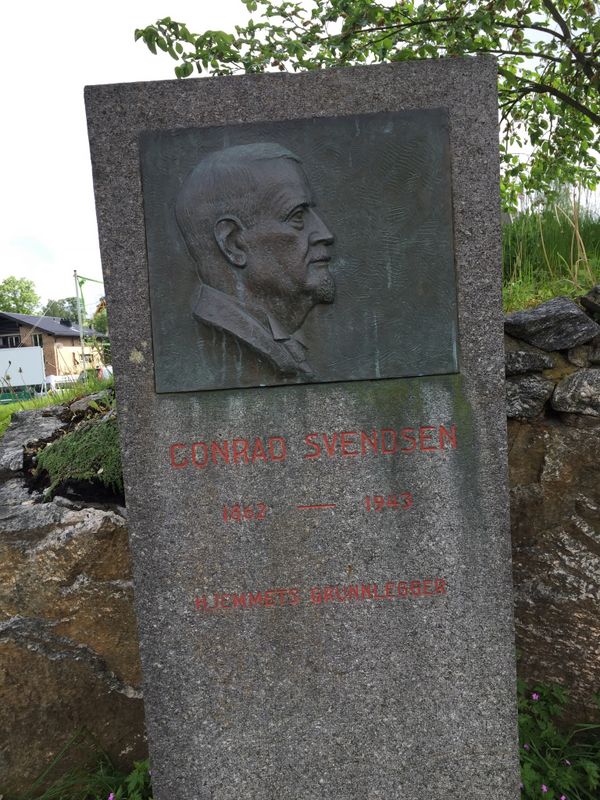 CONRAD SVENDSEN
1862 — 1943
HJEMMETS GRUNNLEGGER